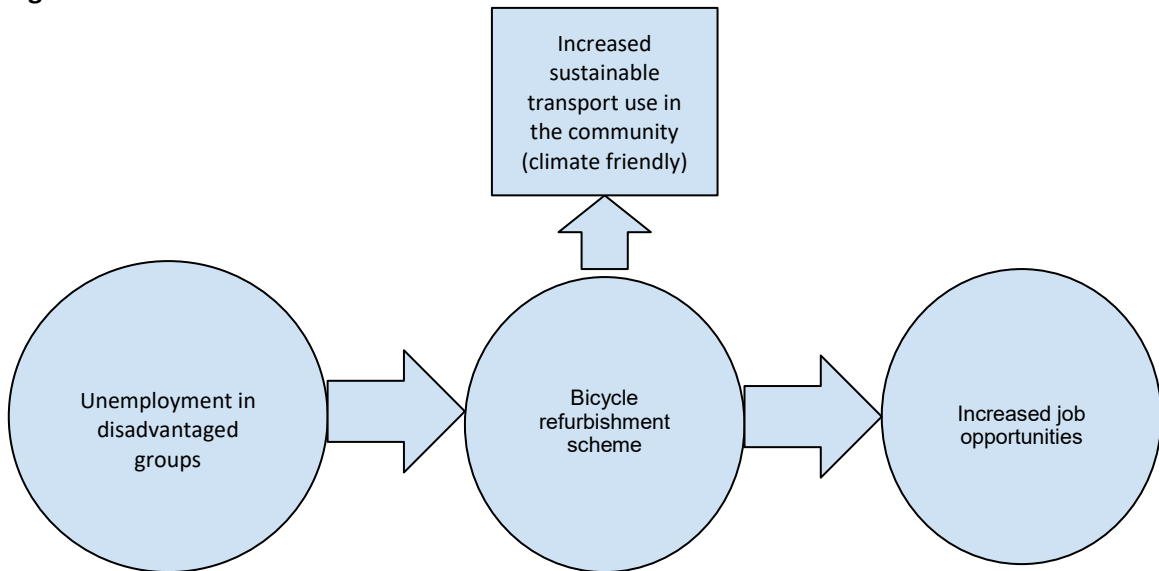 Increased
sustainable
transport use in
the community
(climate friendly)
Unemployment in
disadvantaged
groups
Bicycle
refurbishment
scheme
Increased job
opportunities